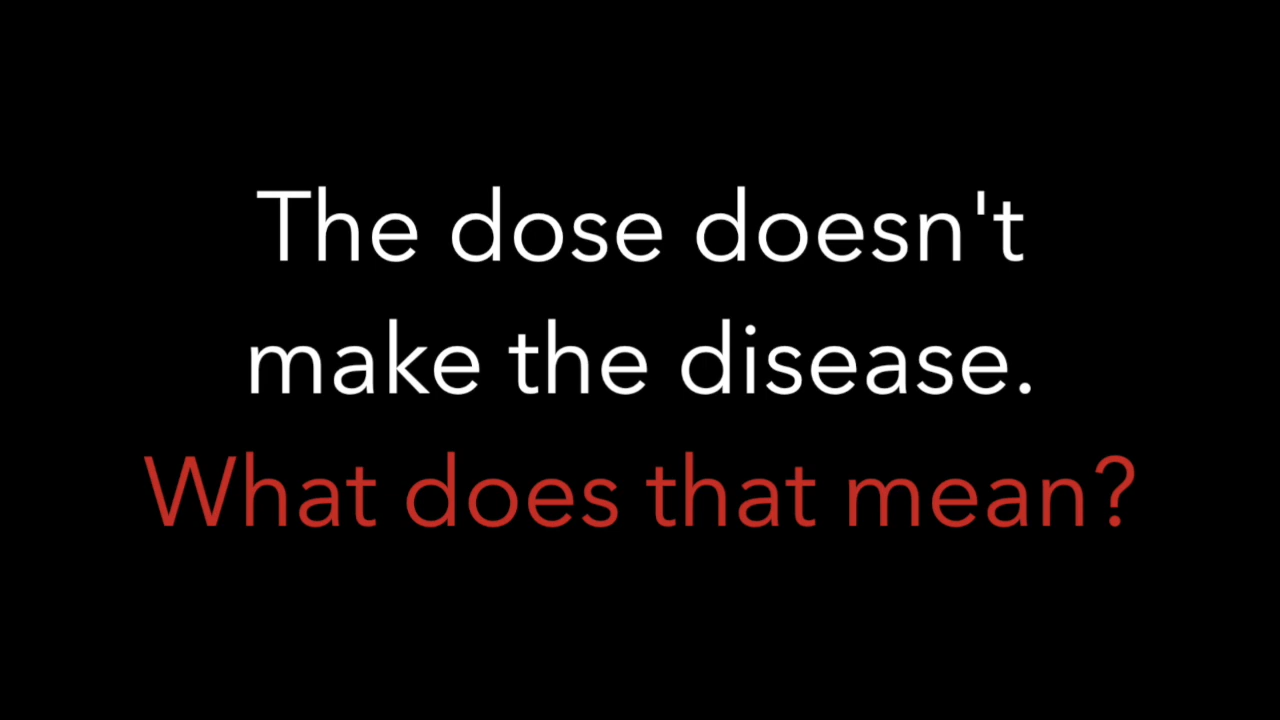 The dose doesn't
make the disease.
What does that mean?